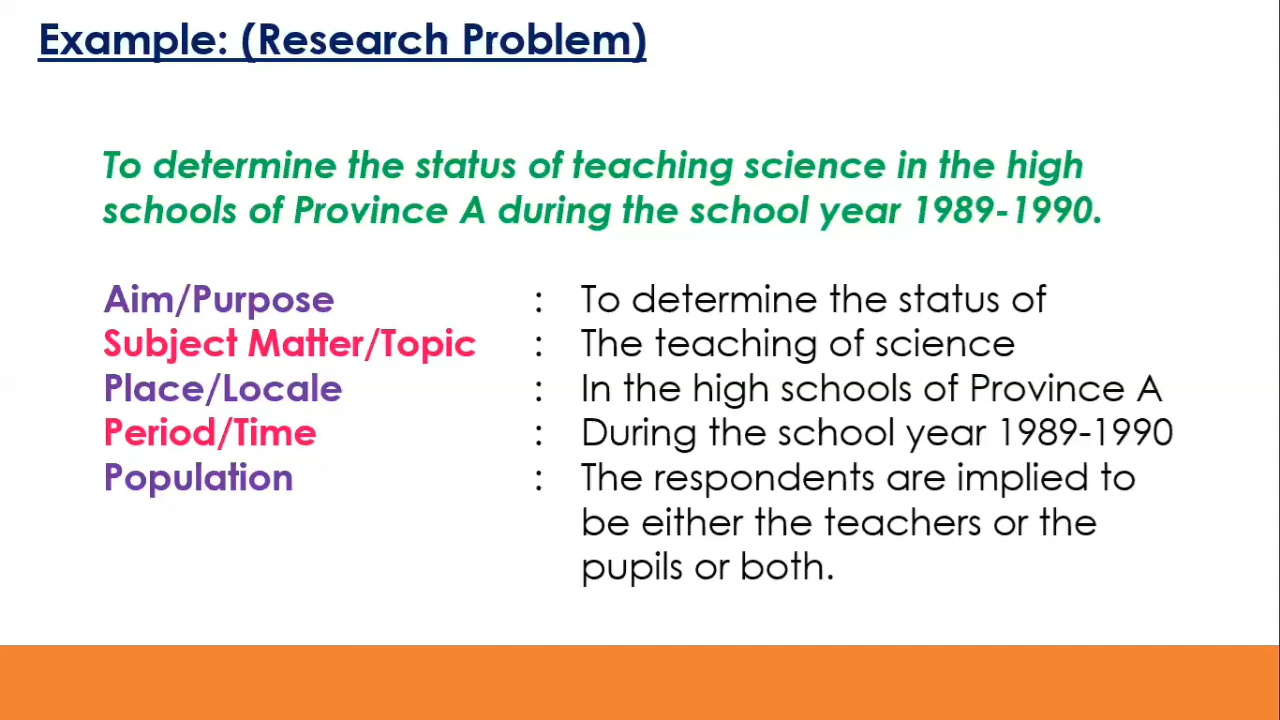 Example: (Research Problem)
To determine the status of teaching science in the high
schools of Province A during the school year 1989-1990.
Aim/Purpose : To determine the status of
Subject Matter/Topic : The teaching of science
Place/Locale : In the high schools of Province A
Period/Time : During the school year 1989-1990
Population : The respondents are implied to
be either the teachers or the
pupils or both.